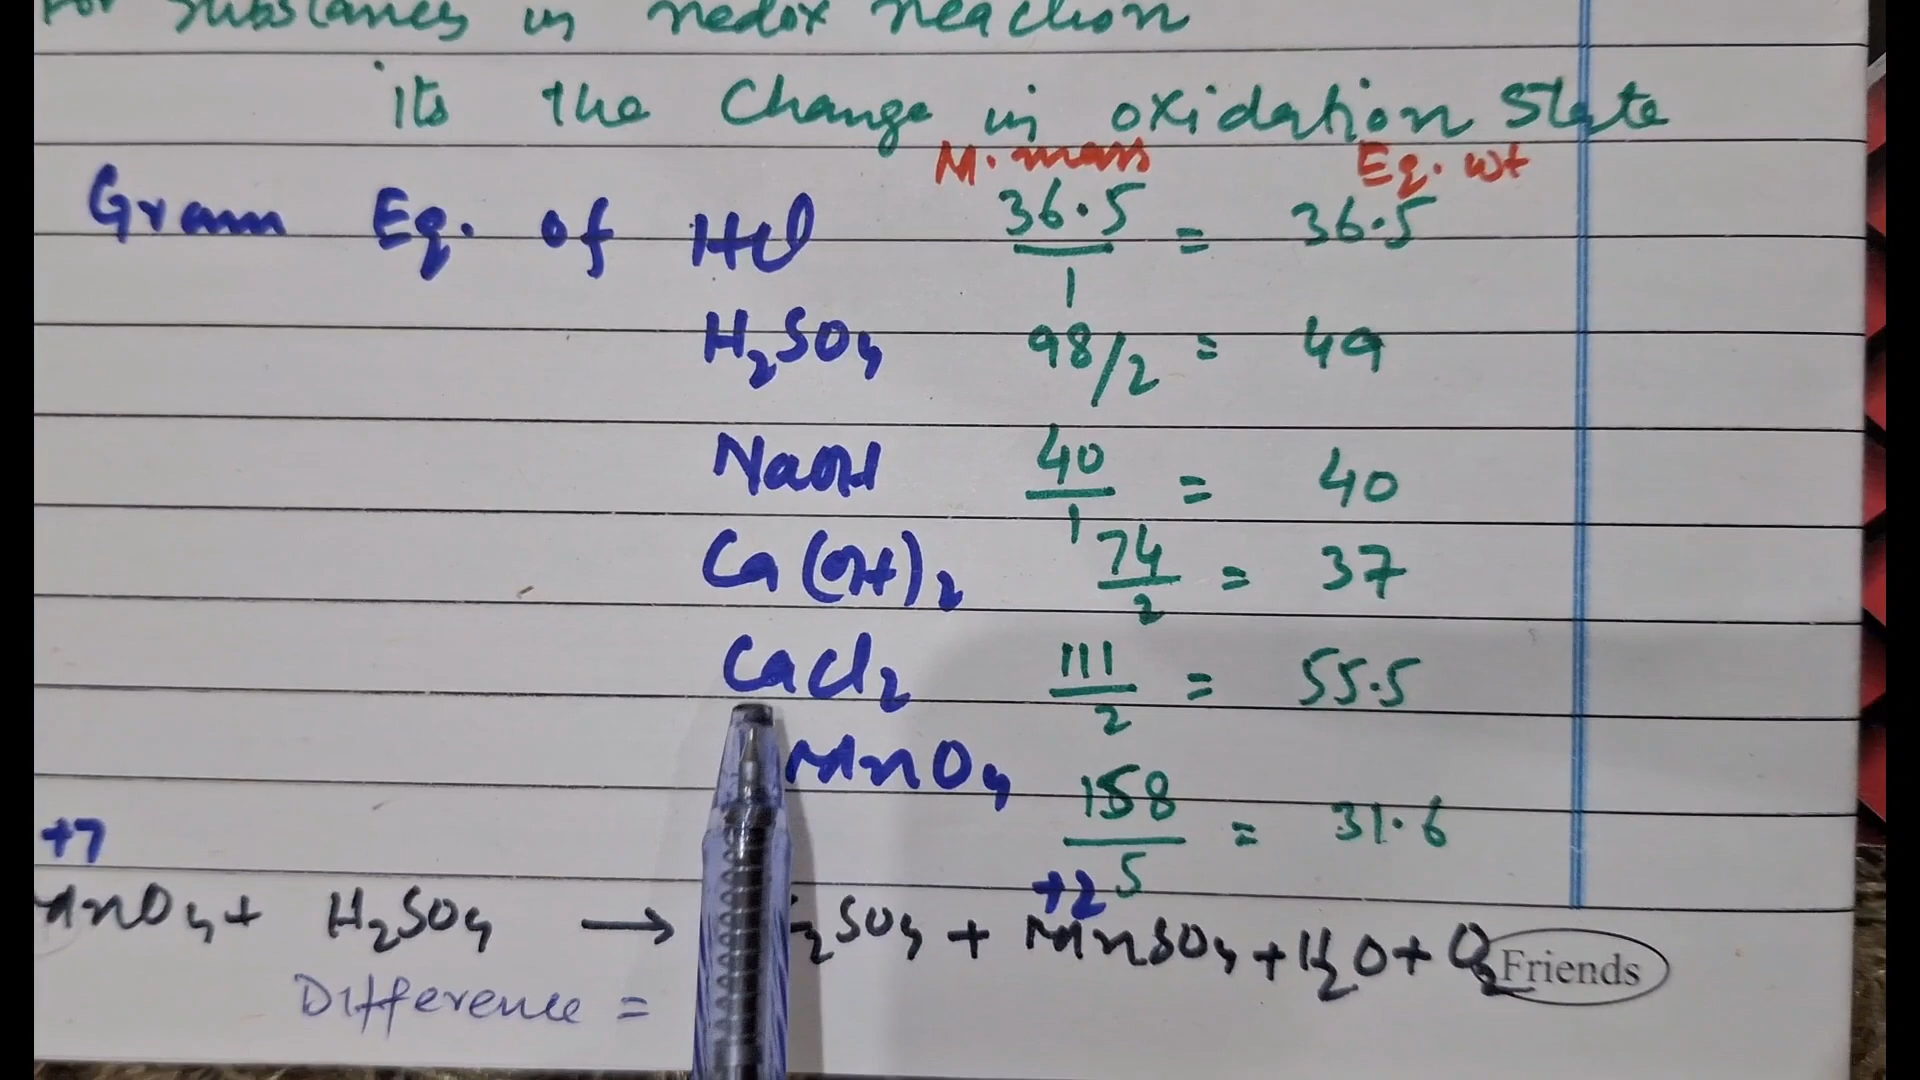 For substances in redox reaction
its the change in oxidation state
M. mass Eq. wt
Gram Eq. of HCl 36.5/1 = 36.5
H₂SO₄ 98/2 = 49
NaOH 40/1 = 40
Ca(OH)₂ 74/2 = 37
CaCl₂ 111/2 = 55.5
MnO₄ 158/5 = 31.6
+7 +2
MnO₄ + H₂SO₄ → ₂SO₄ + MnSO₄ + H₂O + O₂
Difference =
Friends